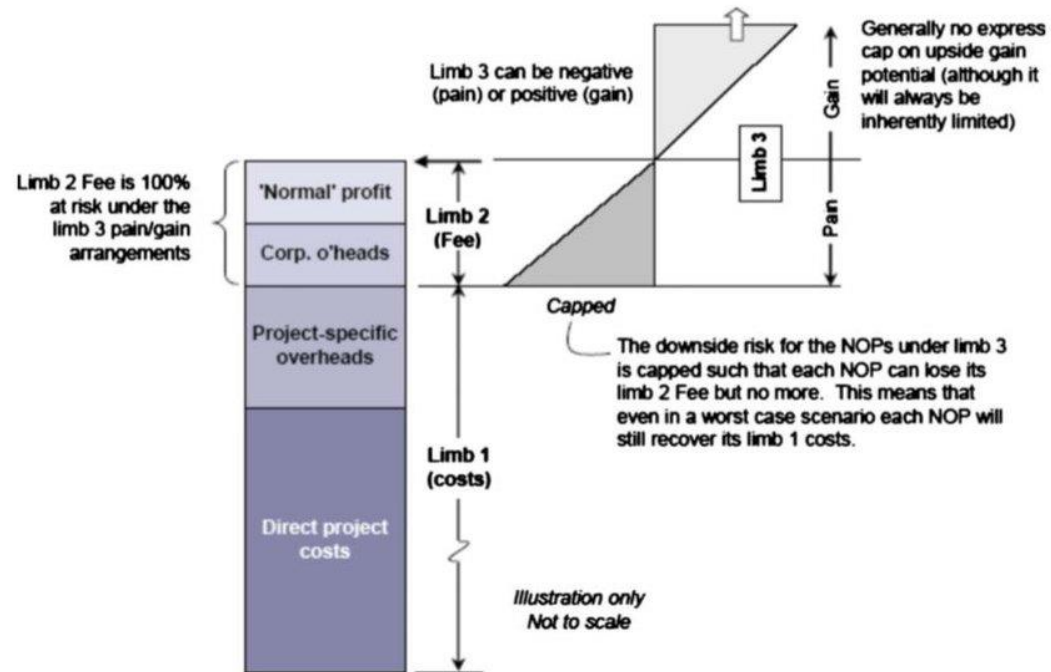 Limb 3 can be negative
(pain) or positive (gain)
Generally no express
cap on upside gain
potential (although it
will always be
inherently limited)
Gain
Limb 3
Pain
Limb 2 Fee is 100%
at risk under the
limb 3 pain/gain
arrangements
'Normal' profit
Corp. o'heads
Limb 2
(Fee)
Project-specific
overheads
Capped
The downside risk for the NOPs under limb 3
is capped such that each NOP can lose its
limb 2 Fee but no more. This means that
even in a worst case scenario each NOP will
still recover its limb 1 costs.
Limb 1
(costs)
Direct project
costs
Illustration only
Not to scale